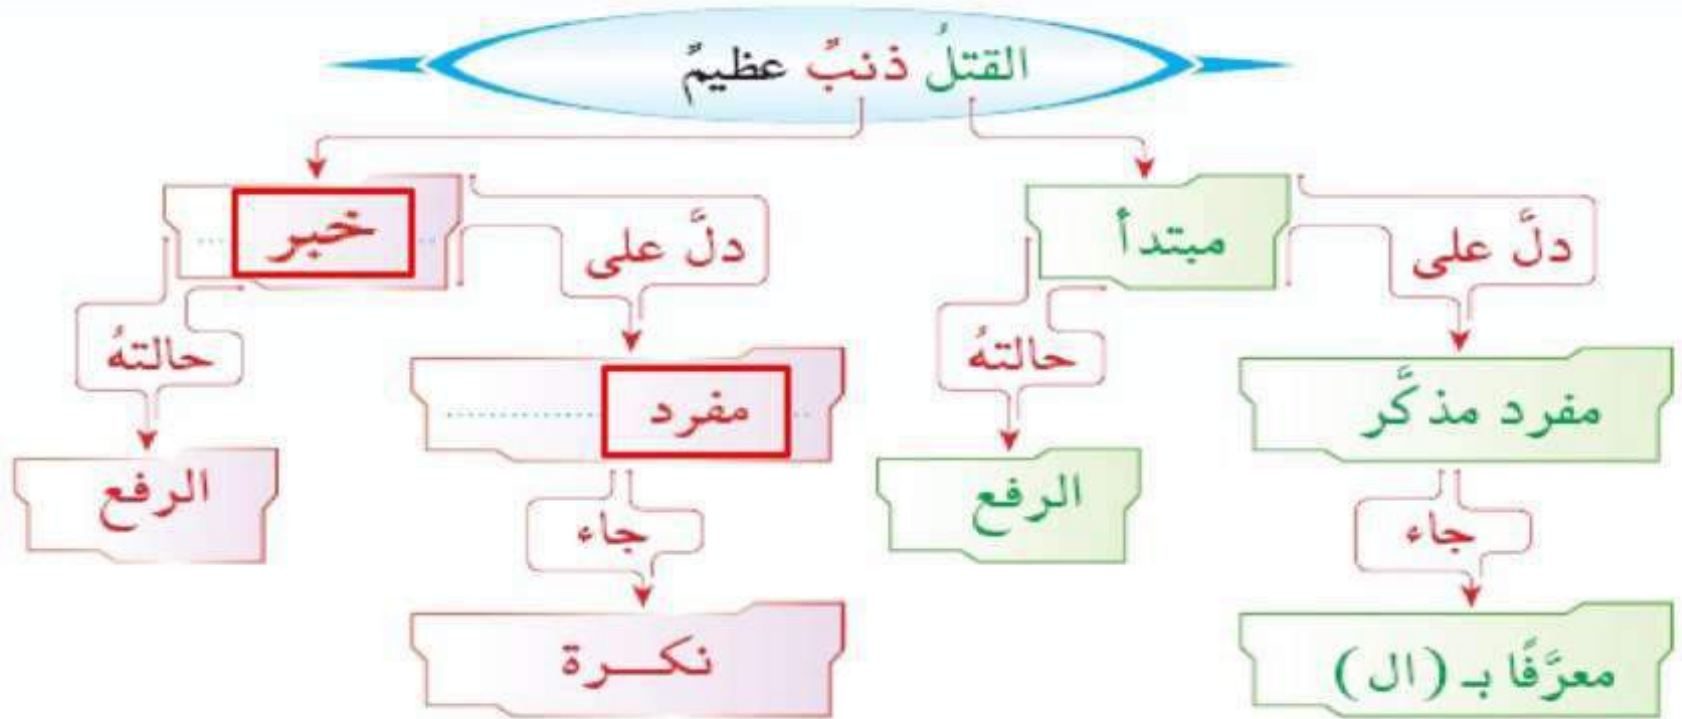 القتلُ ذنبٌ عظيمٌ
مبتدأ
دلَّ على
مفرد مذكَّر
جاء
معرَّفًا بـ (ال)
حالتهُ
الرفع
خبر
دلَّ على
مفرد
جاء
نكـــرة
حالتهُ
الرفع